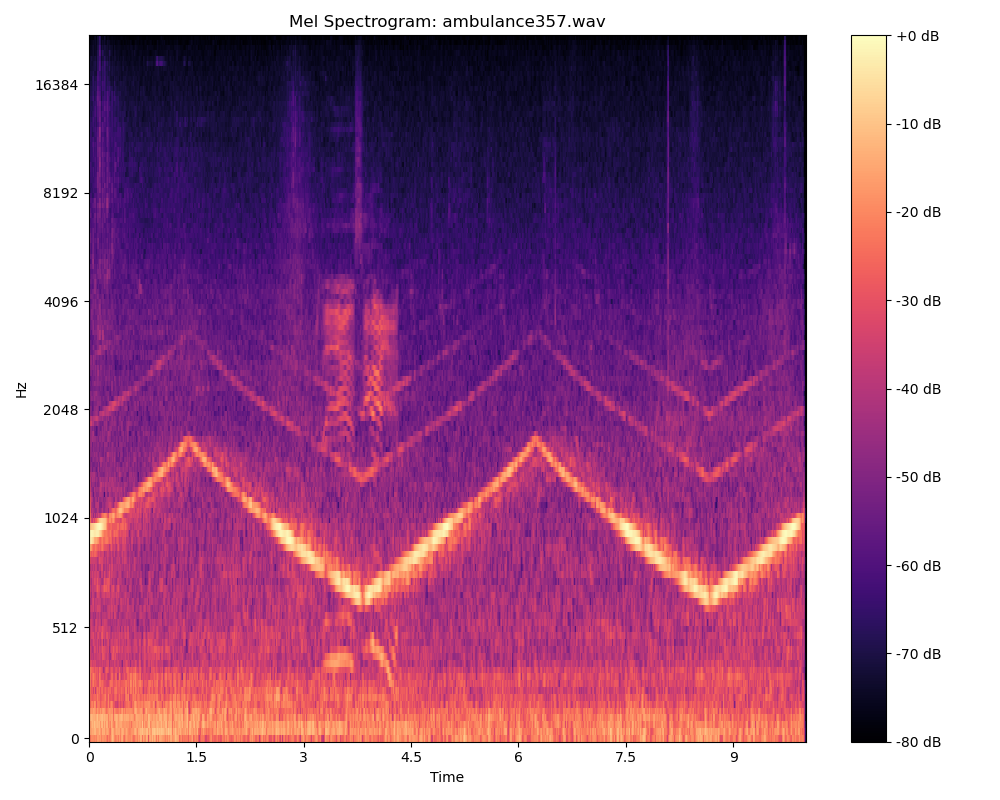 Mel Spectrogram: ambulance357.wav
Hz
16384
8192
4096
2048
1024
512
0
0 1.5 3 4.5 6 7.5 9
Time
+0 dB
-10 dB
-20 dB
-30 dB
-40 dB
-50 dB
-60 dB
-70 dB
-80 dB